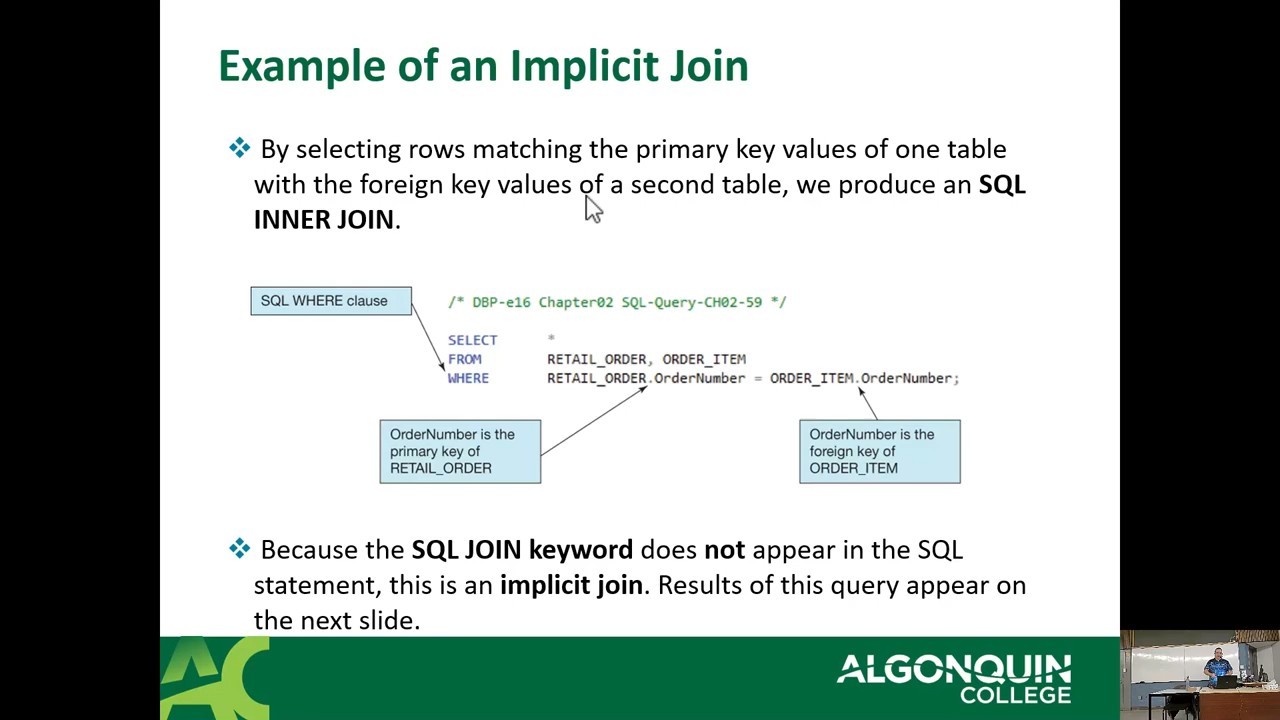 Example of an Implicit Join
By selecting rows matching the primary key values of one table
with the foreign key values of a second table, we produce an SQL
INNER JOIN.
SQL WHERE clause
/* DBP-e16 Chapter02 SQL-Query-CH02-59 */
SELECT *
FROM RETAIL_ORDER, ORDER_ITEM
WHERE RETAIL_ORDER.OrderNumber = ORDER_ITEM.OrderNumber;
OrderNumber is the
primary key of
RETAIL_ORDER
OrderNumber is the
foreign key of
ORDER_ITEM
Because the SQL JOIN keyword does not appear in the SQL
statement, this is an implicit join. Results of this query appear on
the next slide.
AC
ALGONQUIN
COLLEGE